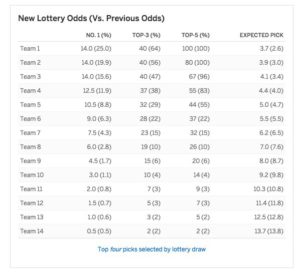 New Lottery Odds (Vs. Previous Odds)
NO. 1 (%) TOP-3 (%) TOP-5 (%) EXPECTED PICK
Team 1 14.0 (25.0) 40 (64) 100 (100) 3.7 (2.6)
Team 2 14.0 (19.9) 40 (56) 80 (100) 3.9 (3.0)
Team 3 14.0 (15.6) 40 (47) 67 (96) 4.1 (3.4)
Team 4 12.5 (11.9) 37 (38) 55 (83) 4.4 (4.0)
Team 5 10.5 (8.8) 29 (32) 44 (55) 5.0 (4.7)
Team 6 9.0 (6.3) 28 (22) 37 (22) 5.5 (5.5)
Team 7 7.5 (4.3) 23 (15) 32 (15) 6.2 (6.5)
Team 8 6.0 (2.8) 19 (10) 26 (10) 7.0 (7.6)
Team 9 4.5 (1.7) 15 (6) 20 (6) 8.0 (8.7)
Team 10 3.0 (1.1) 10 (4) 14 (4) 9.2 (9.8)
Team 11 2.0 (0.8) 7 (3) 9 (3) 10.3 (10.8)
Team 12 1.5 (0.7) 5 (3) 7 (3) 11.4 (11.8)
Team 13 1.0 (0.6) 3 (2) 5 (2) 12.5 (12.8)
Team 14 0.5 (0.5) 2 (2) 2 (2) 13.7 (13.8)
Top four picks selected by lottery draw